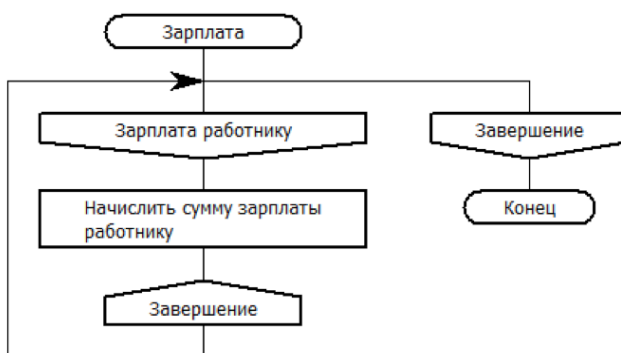 Зарплата
Зарплата работнику
Завершение
Начислить сумму зарплаты
работнику
Конец
Завершение